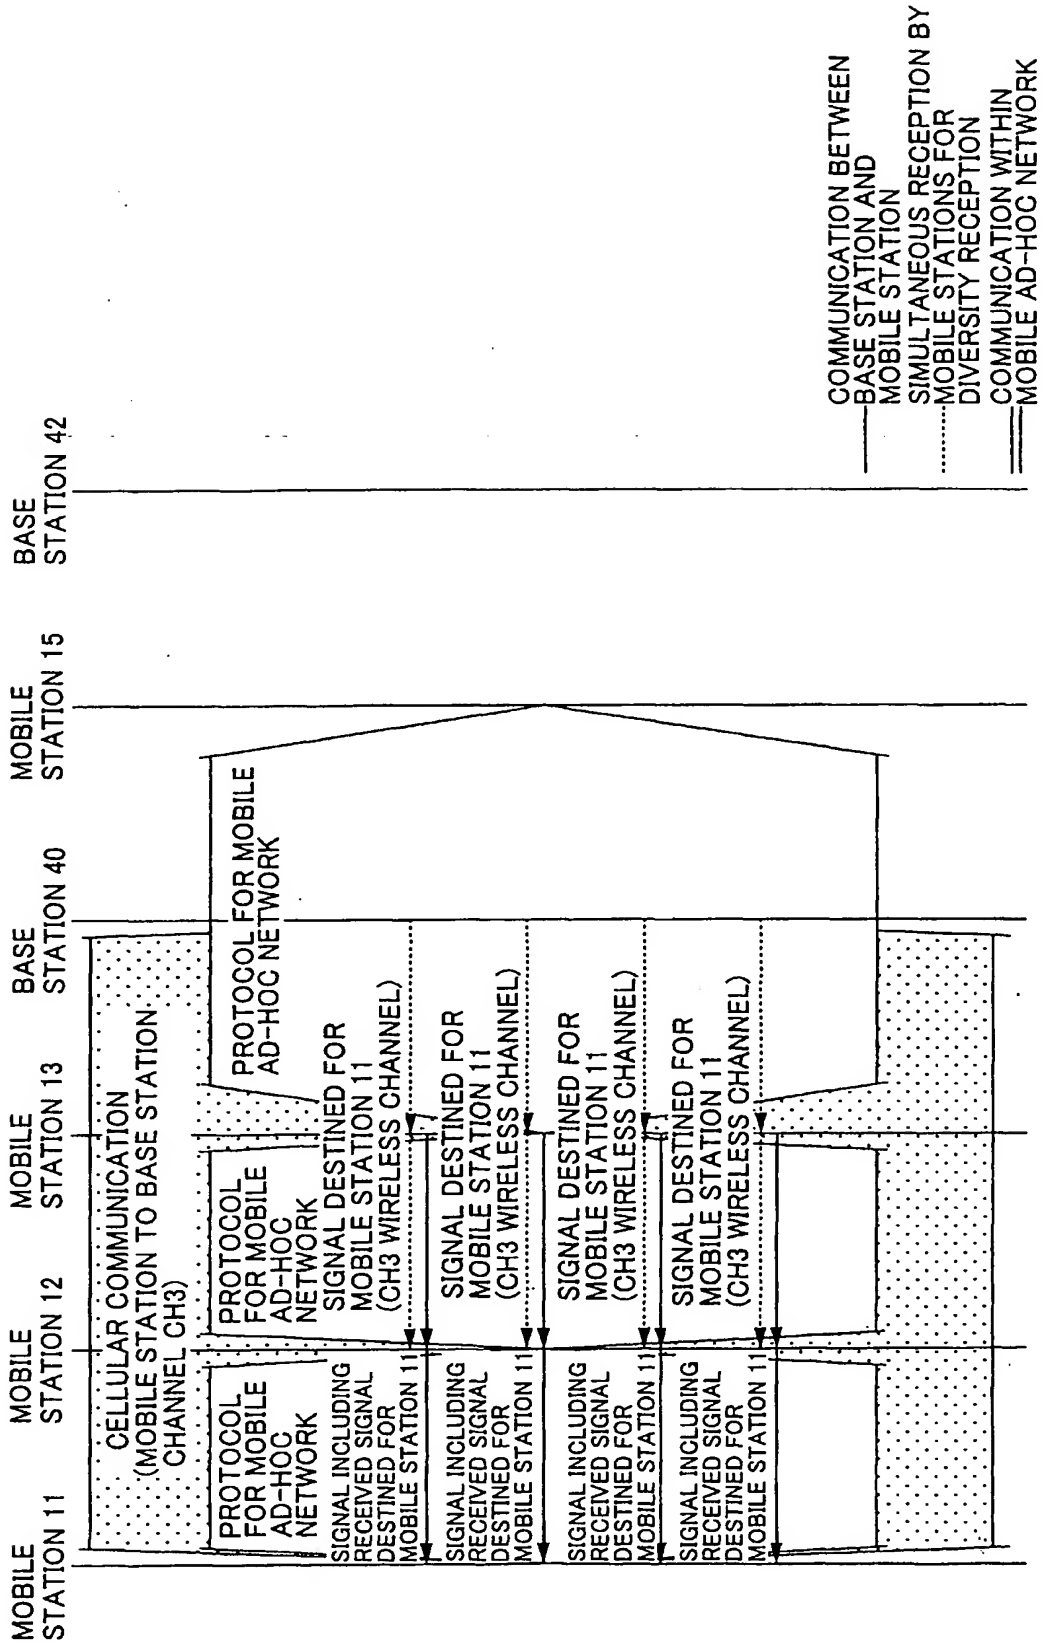 MOBILE
STATION 11
MOBILE
STATION 12
MOBILE
STATION 13
BASE
STATION 40
MOBILE
STATION 15
BASE
STATION 42
CELLULAR COMMUNICATION
(MOBILE STATION TO BASE STATION
CHANNEL CH3)
PROTOCOL
FOR MOBILE
AD-HOC
NETWORK
PROTOCOL
FOR MOBILE
AD-HOC
NETWORK
PROTOCOL FOR MOBILE
AD-HOC NETWORK
SIGNAL DESTINED FOR
MOBILE STATION 11
(CH3 WIRELESS CHANNEL)
SIGNAL INCLUDING
RECEIVED SIGNAL
DESTINED FOR
MOBILE STATION 11
SIGNAL DESTINED FOR
MOBILE STATION 11
(CH3 WIRELESS CHANNEL)
SIGNAL INCLUDING
RECEIVED SIGNAL
DESTINED FOR
MOBILE STATION 11
SIGNAL DESTINED FOR
MOBILE STATION 11
(CH3 WIRELESS CHANNEL)
SIGNAL INCLUDING
RECEIVED SIGNAL
DESTINED FOR
MOBILE STATION 11
SIGNAL DESTINED FOR
MOBILE STATION 11
(CH3 WIRELESS CHANNEL)
SIGNAL INCLUDING
RECEIVED SIGNAL
DESTINED FOR
MOBILE STATION 11
COMMUNICATION BETWEEN
BASE STATION AND
MOBILE STATION
SIMULTANEOUS RECEPTION BY
MOBILE STATIONS FOR
DIVERSITY RECEPTION
COMMUNICATION WITHIN
MOBILE AD-HOC NETWORK